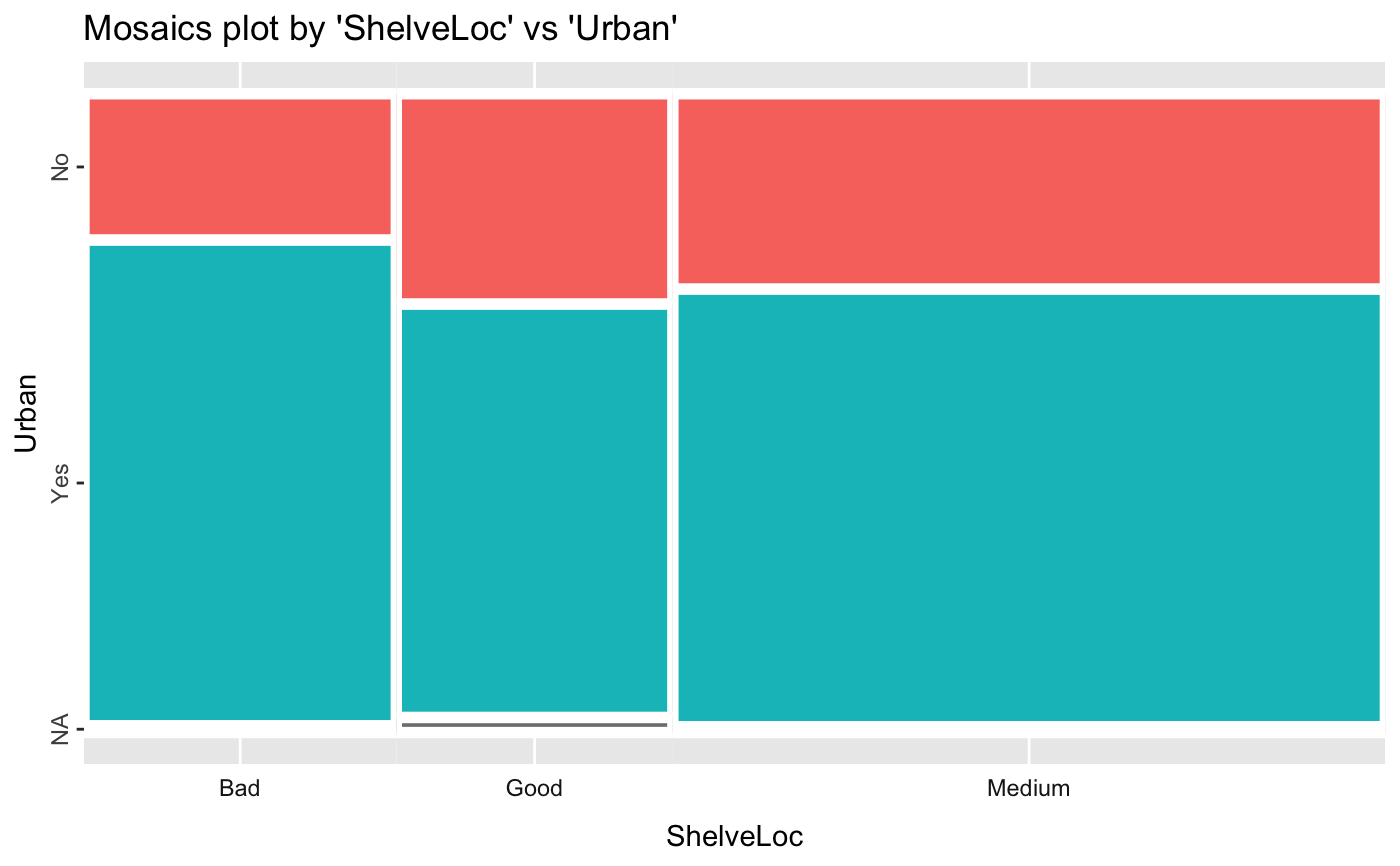 Mosaics plot by 'ShelveLoc' vs 'Urban'
No
Yes
NA
Urban
Bad Good Medium
ShelveLoc